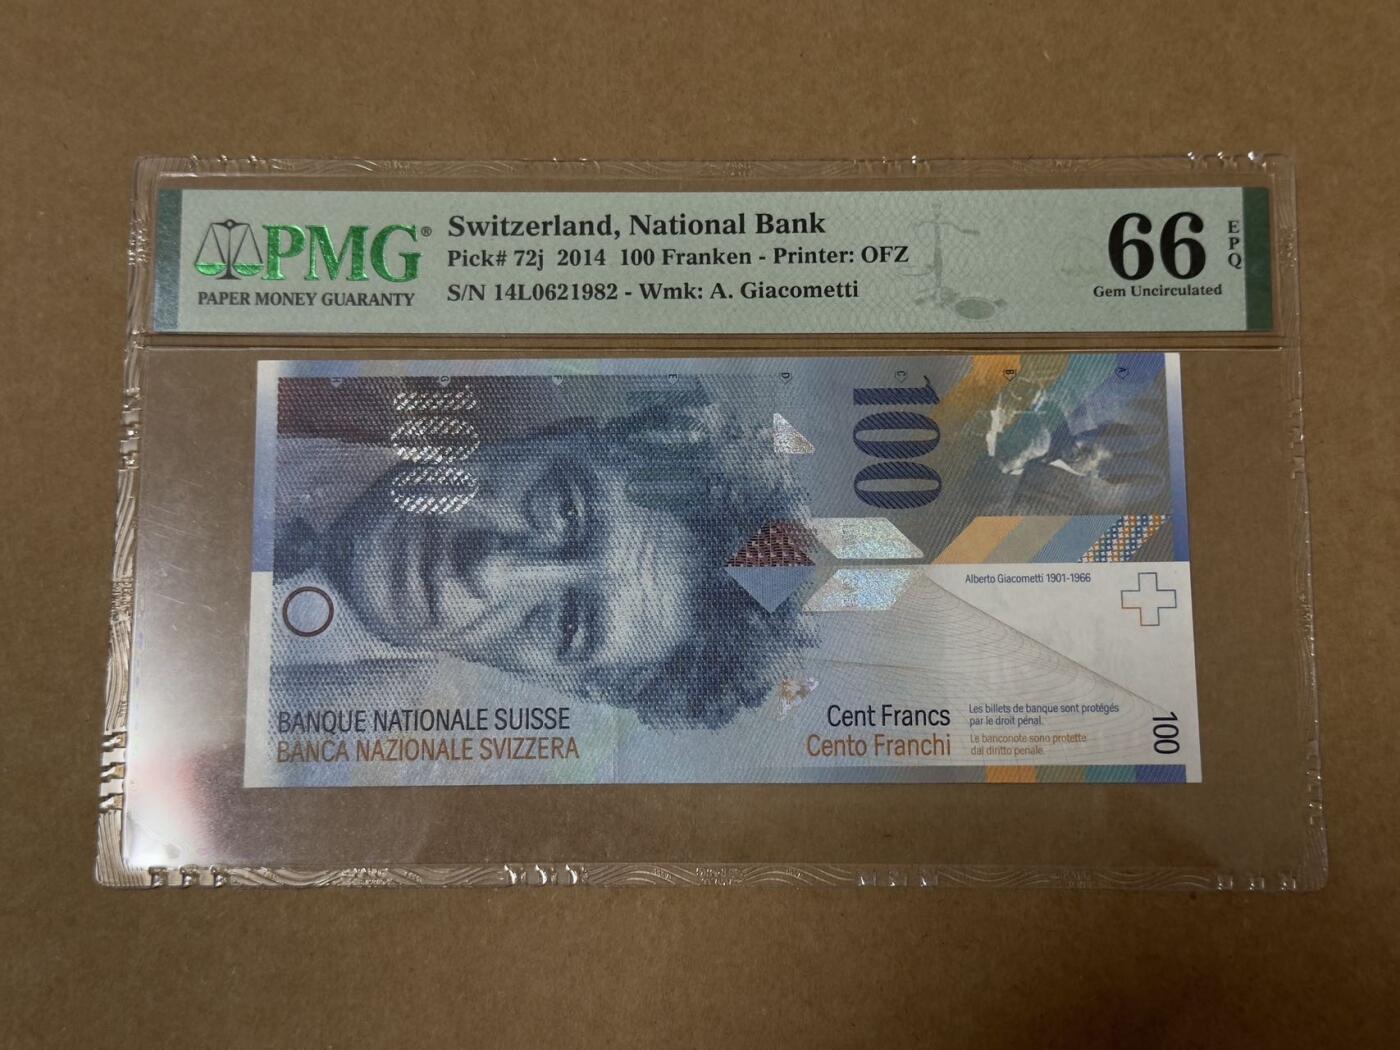 PMG®
PAPER MONEY GUARANTY
Switzerland, National Bank
Pick# 72j 2014 100 Franken - Printer: OFZ
S/N 14L0621982 - Wmk: A. Giacometti
66
EPQ
Gem Uncirculated
G
E
D
C
B
A
100
100
100
Alberto Giacometti 1901-1966
BANQUE NATIONALE SUISSE
BANCA NAZIONALE SVIZZERA
Cent Francs
Cento Franchi
Les billets de banque sont protégés
par le droit pénal.
Le banconote sono protette
dal diritto penale.
100